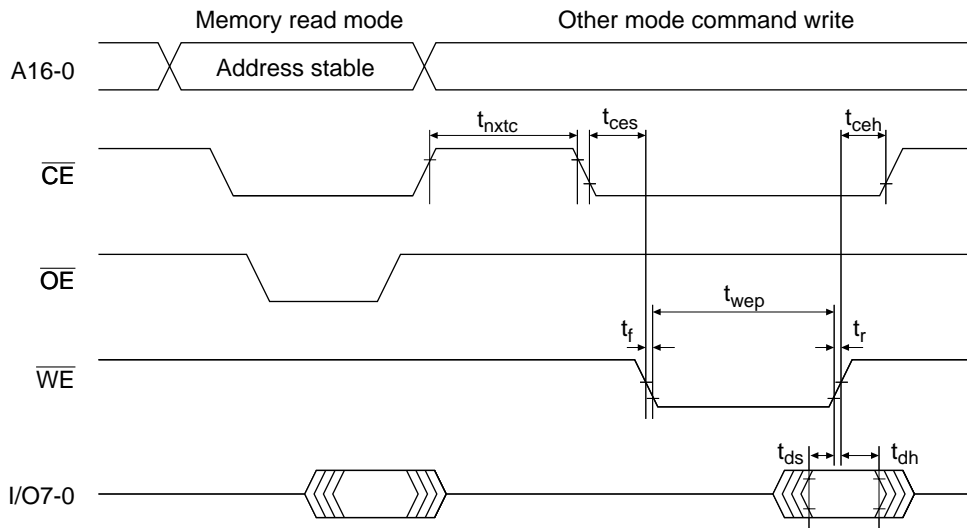 Memory read mode Other mode command write
A16-0 Address stable
tnxtc tces tceh
CE
OE
twep
tf tr
WE
tds tdh
I/O7-0